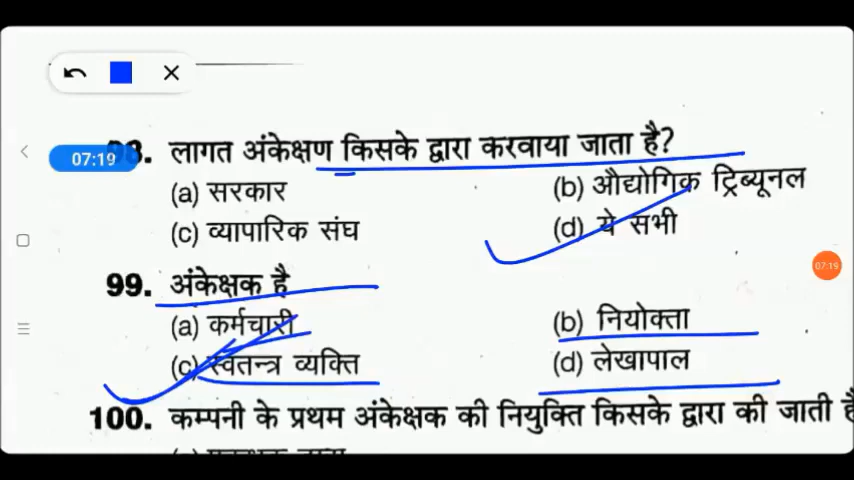 07:19
98. लागत अंकेक्षण किसके द्वारा करवाया जाता है?
(a) सरकार (b) औद्योगिक ट्रिब्यूनल
(c) व्यापारिक संघ (d) ये सभी
07:19
99. अंकेक्षक है
(a) कर्मचारी (b) नियोक्ता
(c) स्वतन्त्र व्यक्ति (d) लेखापाल
100. कम्पनी के प्रथम अंकेक्षक की नियुक्ति किसके द्वारा की जाती है